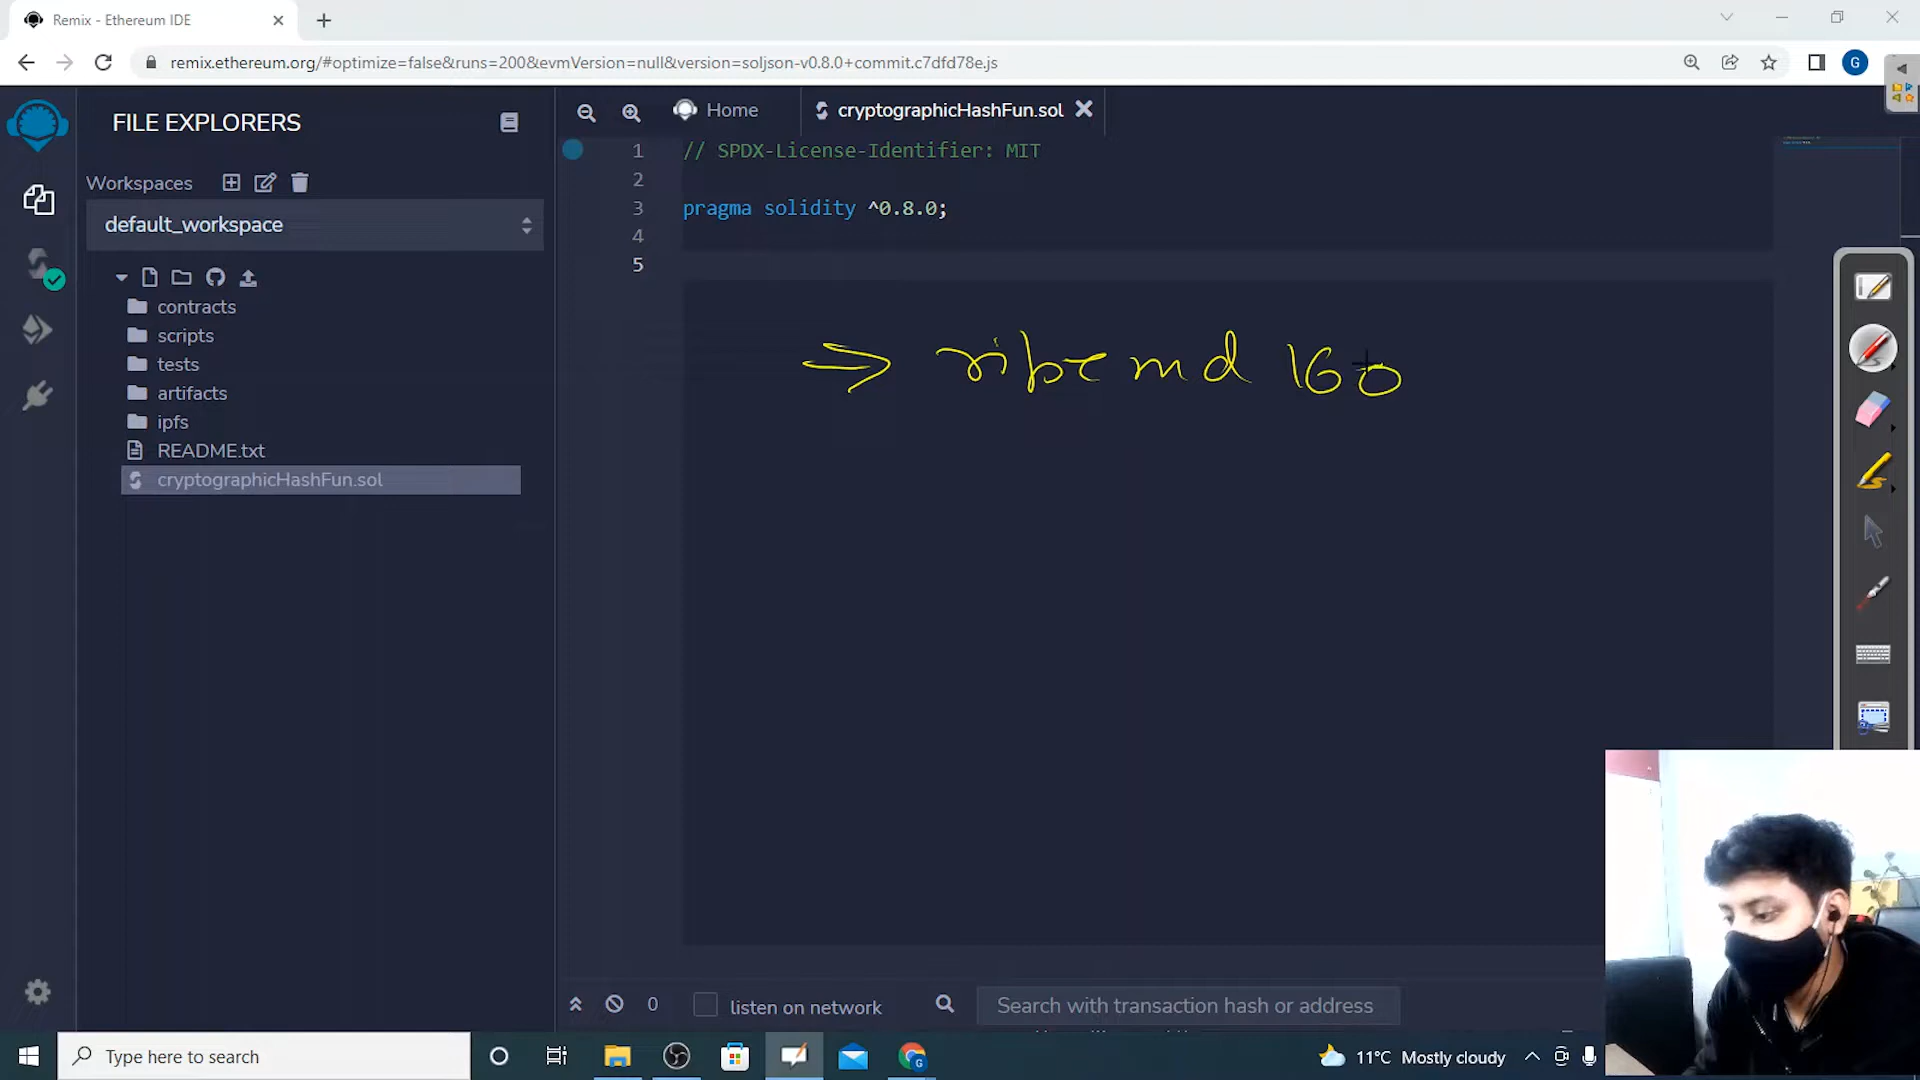 Remix - Ethereum IDE
remix.ethereum.org/#optimize=false&runs=200&evmVersion=null&version=soljson-v0.8.0+commit.c7dfd78e.js
G
FILE EXPLORERS
Home
cryptographicHashFun.sol
1 // SPDX-License-Identifier: MIT
2
3 pragma solidity ^0.8.0;
4
5
Workspaces
default_workspace
contracts
scripts
tests
artifacts
ipfs
README.txt
cryptographicHashFun.sol
⇒ ribemd 160
0
listen on network
Search with transaction hash or address
Type here to search
11°C Mostly cloudy